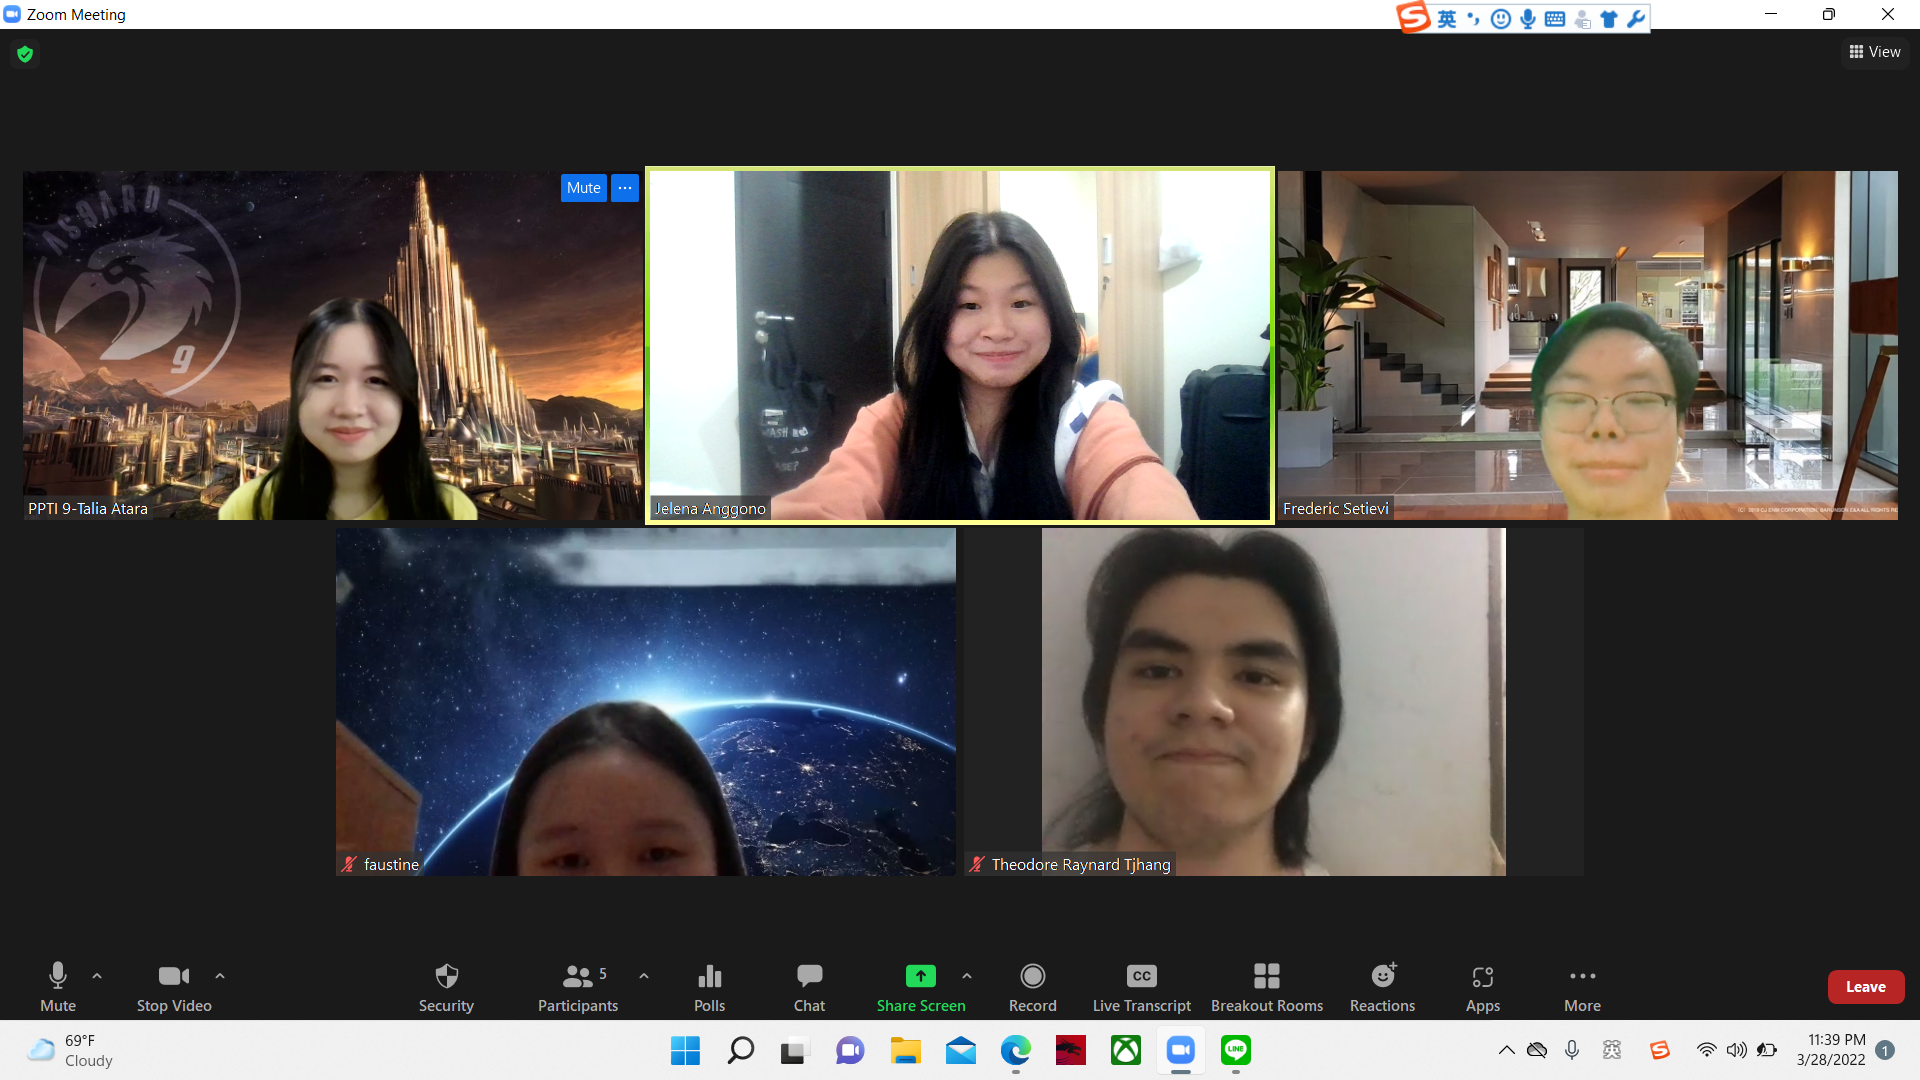 Zoom Meeting
英
View
ASGARD
9
Mute
PPTI 9-Talia Atara
Jelena Anggono
Frederic Setievi
faustine
Theodore Raynard Tjhang
Mute
Stop Video
Security
5
Participants
Polls
Chat
Share Screen
Record
CC
Live Transcript
Breakout Rooms
Reactions
Apps
More
Leave
69°F
Cloudy
LINE
英
11:39 PM
3/28/2022
1